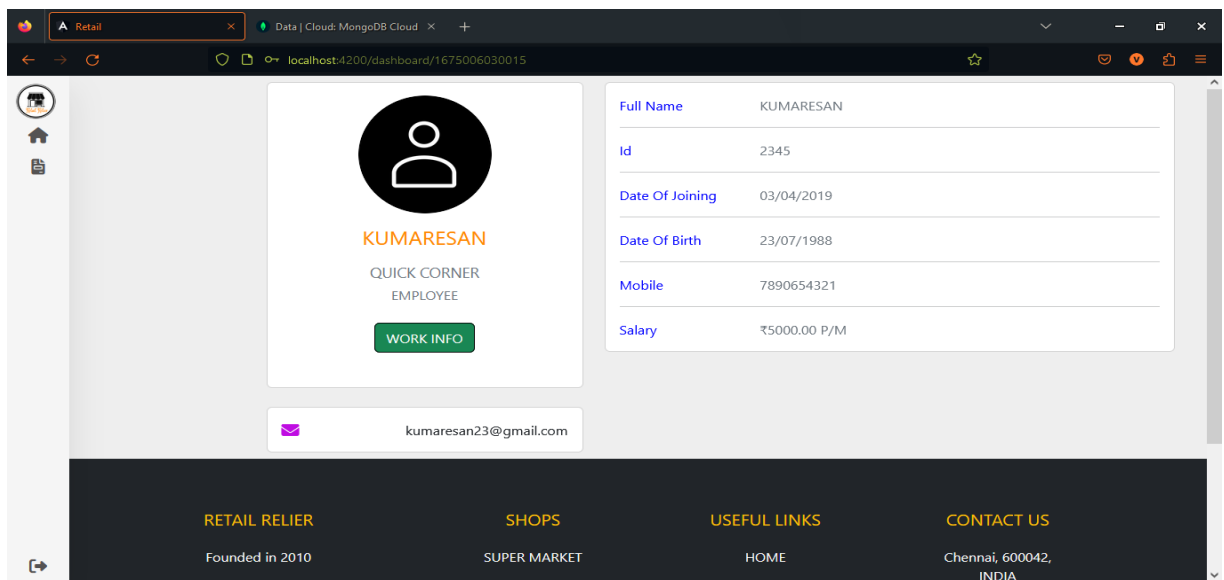 Retail
Data | Cloud: MongoDB Cloud
localhost:4200/dashboard/1675006030015
KUMARESAN
QUICK CORNER
EMPLOYEE
WORK INFO
kumaresan23@gmail.com
Full Name KUMARESAN
Id 2345
Date Of Joining 03/04/2019
Date Of Birth 23/07/1988
Mobile 7890654321
Salary ₹5000.00 P/M
RETAIL RELIER
Founded in 2010
SHOPS
SUPER MARKET
USEFUL LINKS
HOME
CONTACT US
Chennai, 600042,
INDIA